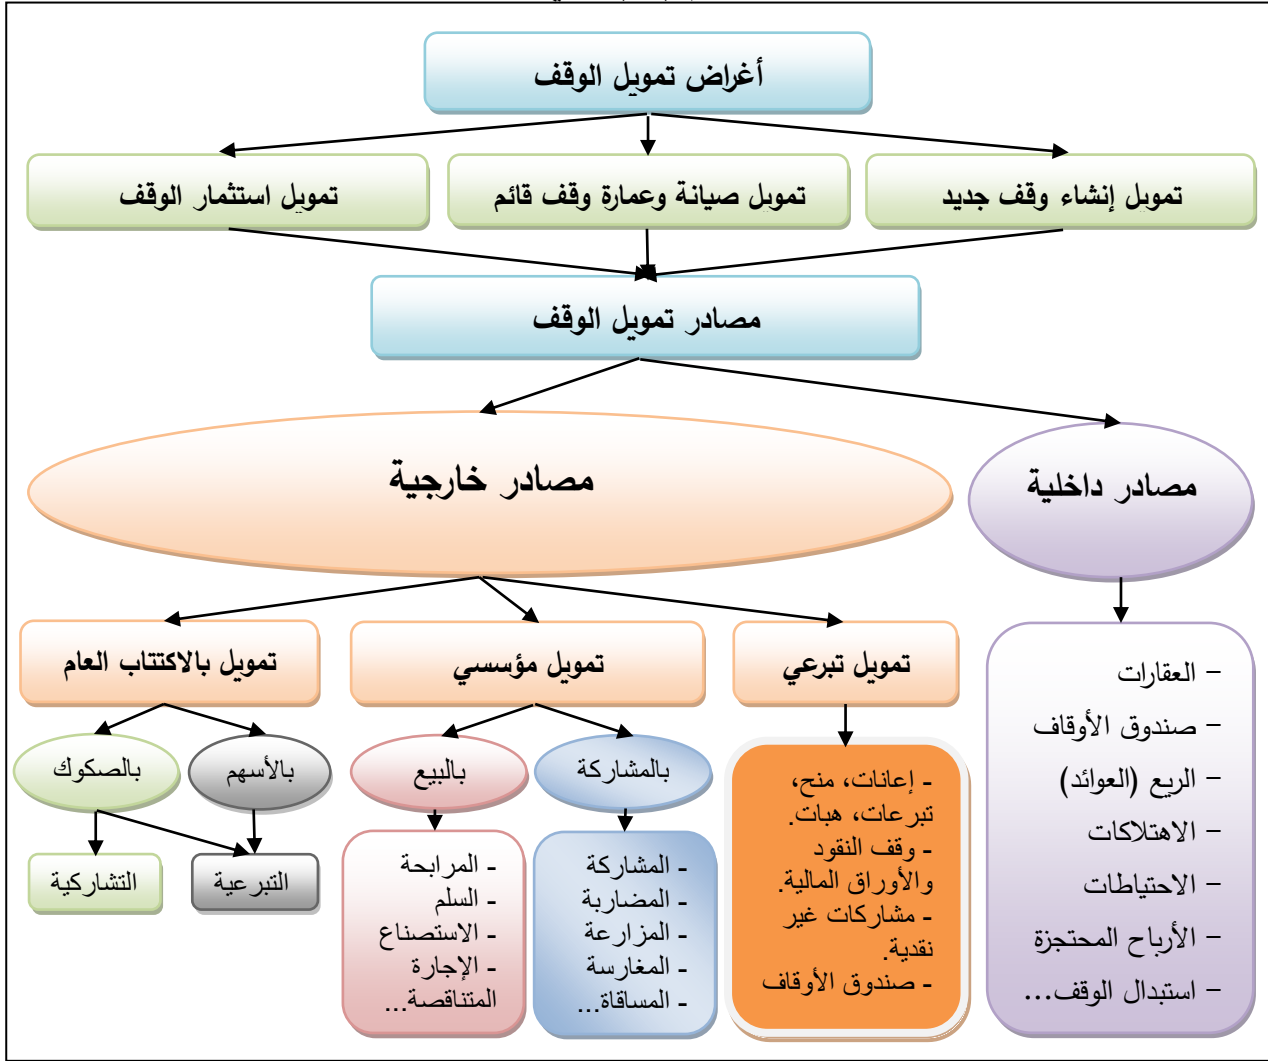 أغراض تمويل الوقف
تمويل إنشاء وقف جديد
تمويل صيانة وعمارة وقف قائم
تمويل استثمار الوقف
مصادر تمويل الوقف
مصادر داخلية
مصادر خارجية
تمويل تبرعي
تمويل مؤسسي
تمويل بالاكتتاب العام
بالمشاركة
بالبيع
بالأسهم
بالصكوك
التبرعية
التشاركية
– العقارات
– صندوق الأوقاف
– الريع (العوائد)
– الاهتلاكات
– الاحتياطات
– الأرباح المحتجزة
– استبدال الوقف...
- إعانات، منح،
تبرعات، هبات.
- وقف النقود
والأوراق المالية.
- مشاركات غير
نقدية.
- صندوق الأوقاف
- المشاركة
- المضاربة
- المزارعة
- المغارسة
- المساقاة...
- المرابحة
- السلم
- الاستصناع
- الإجارة
المتناقصة...